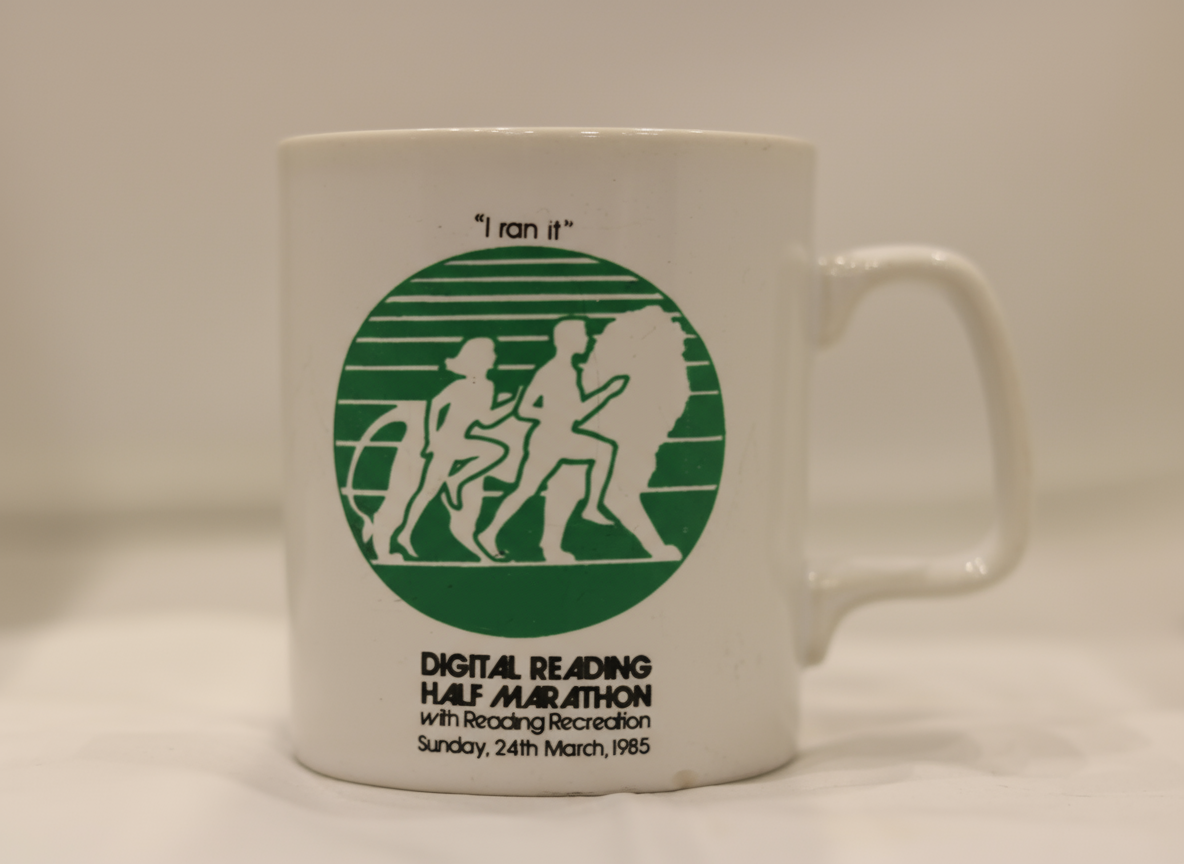 “I ran it”
DIGITAL READING
HALF MARATHON
with Reading Recreation
Sunday, 24th March, 1985